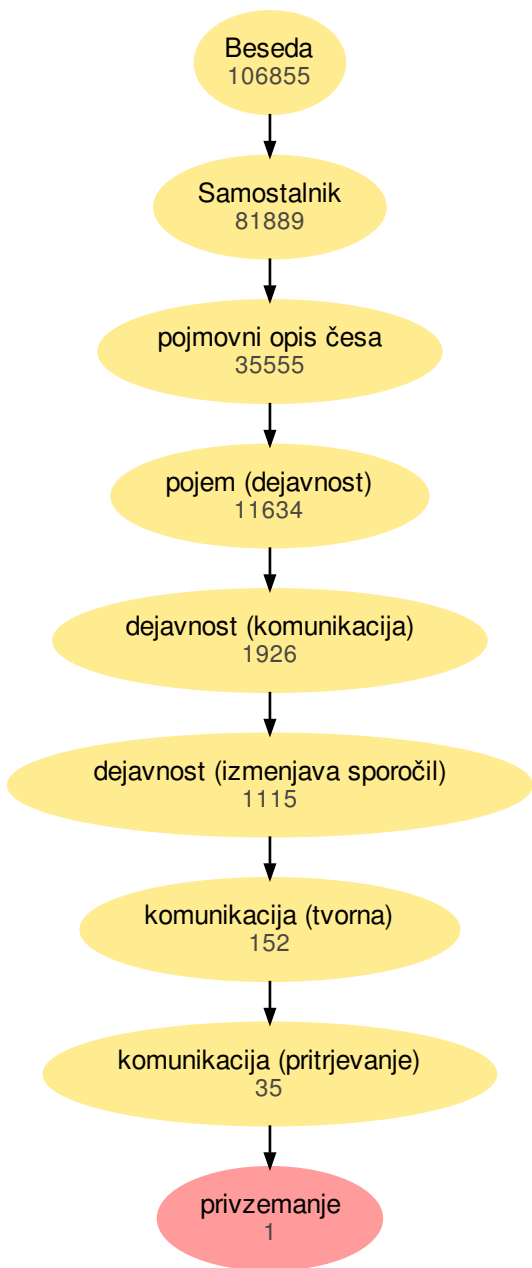 Beseda
106855
Samostalnik
81889
pojmovni opis česa
35555
pojem (dejavnost)
11634
dejavnost (komunikacija)
1926
dejavnost (izmenjava sporočil)
1115
komunikacija (tvorna)
152
komunikacija (pritrjevanje)
35
privzemanje
1